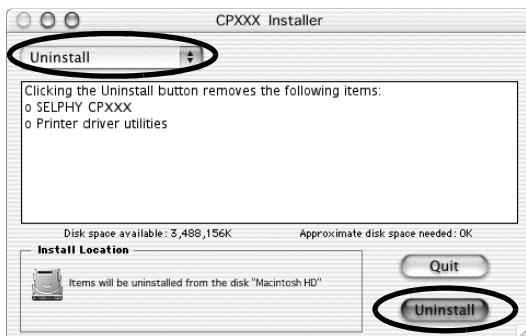 CPXXX Installer
Uninstall
Clicking the Uninstall button removes the following items:
o SELPHY CPXXX
o Printer driver utilities
Disk space available: 3,488,156K
Approximate disk space needed: 0K
Install Location
Items will be uninstalled from the disk "Macintosh HD"
Quit
Uninstall